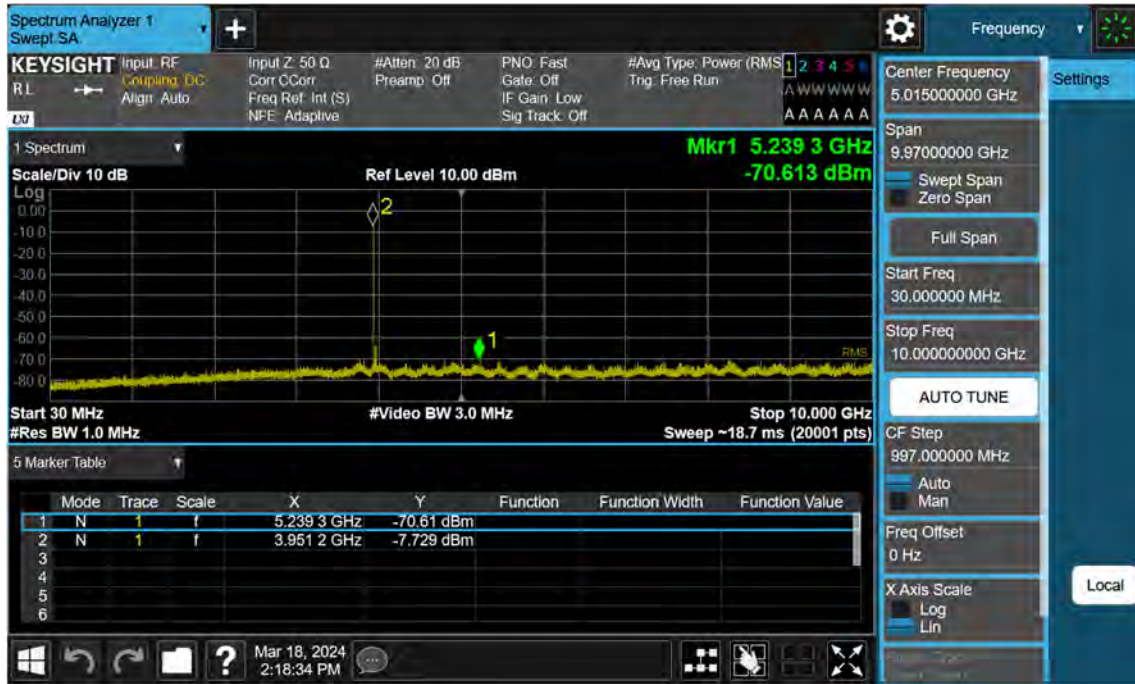 Spectrum Analyzer 1
Swept SA
Frequency
KEYSIGHT
RL
LXI
Input: RF
Coupling: DC
Align: Auto
Input Z: 50 Ω
Corr CCorr
Freq Ref: Int (S)
NFE: Adaptive
#Atten: 20 dB
Preamp: Off
PNO: Fast
Gate: Off
IF Gain: Low
Sig Track: Off
#Avg Type: Power (RMS
Trig: Free Run
1 2 3 4 5 6
A W W W W W
A A A A A A
Settings
Center Frequency
5.015000000 GHz
Span
9.97000000 GHz
Swept Span
Zero Span
Full Span
Start Freq
30.000000 MHz
Stop Freq
10.000000000 GHz
AUTO TUNE
CF Step
997.000000 MHz
Auto
Man
Freq Offset
0 Hz
X Axis Scale
Log
Lin
Local
1 Spectrum
Scale/Div 10 dB
Ref Level 10.00 dBm
Mkr1 5.239 3 GHz
-70.613 dBm
Log
0.00
-10.0
-20.0
-30.0
-40.0
-50.0
-60.0
-70.0
-80.0
2
1
RMS
Start 30 MHz
#Video BW 3.0 MHz
Stop 10.000 GHz
#Res BW 1.0 MHz
Sweep ~18.7 ms (20001 pts)
5 Marker Table
Mode Trace Scale X Y Function Function Width Function Value
1 N 1 f 5.239 3 GHz -70.61 dBm
2 N 1 f 3.951 2 GHz -7.729 dBm
3
4
5
6
?
Mar 18, 2024
2:18:34 PM